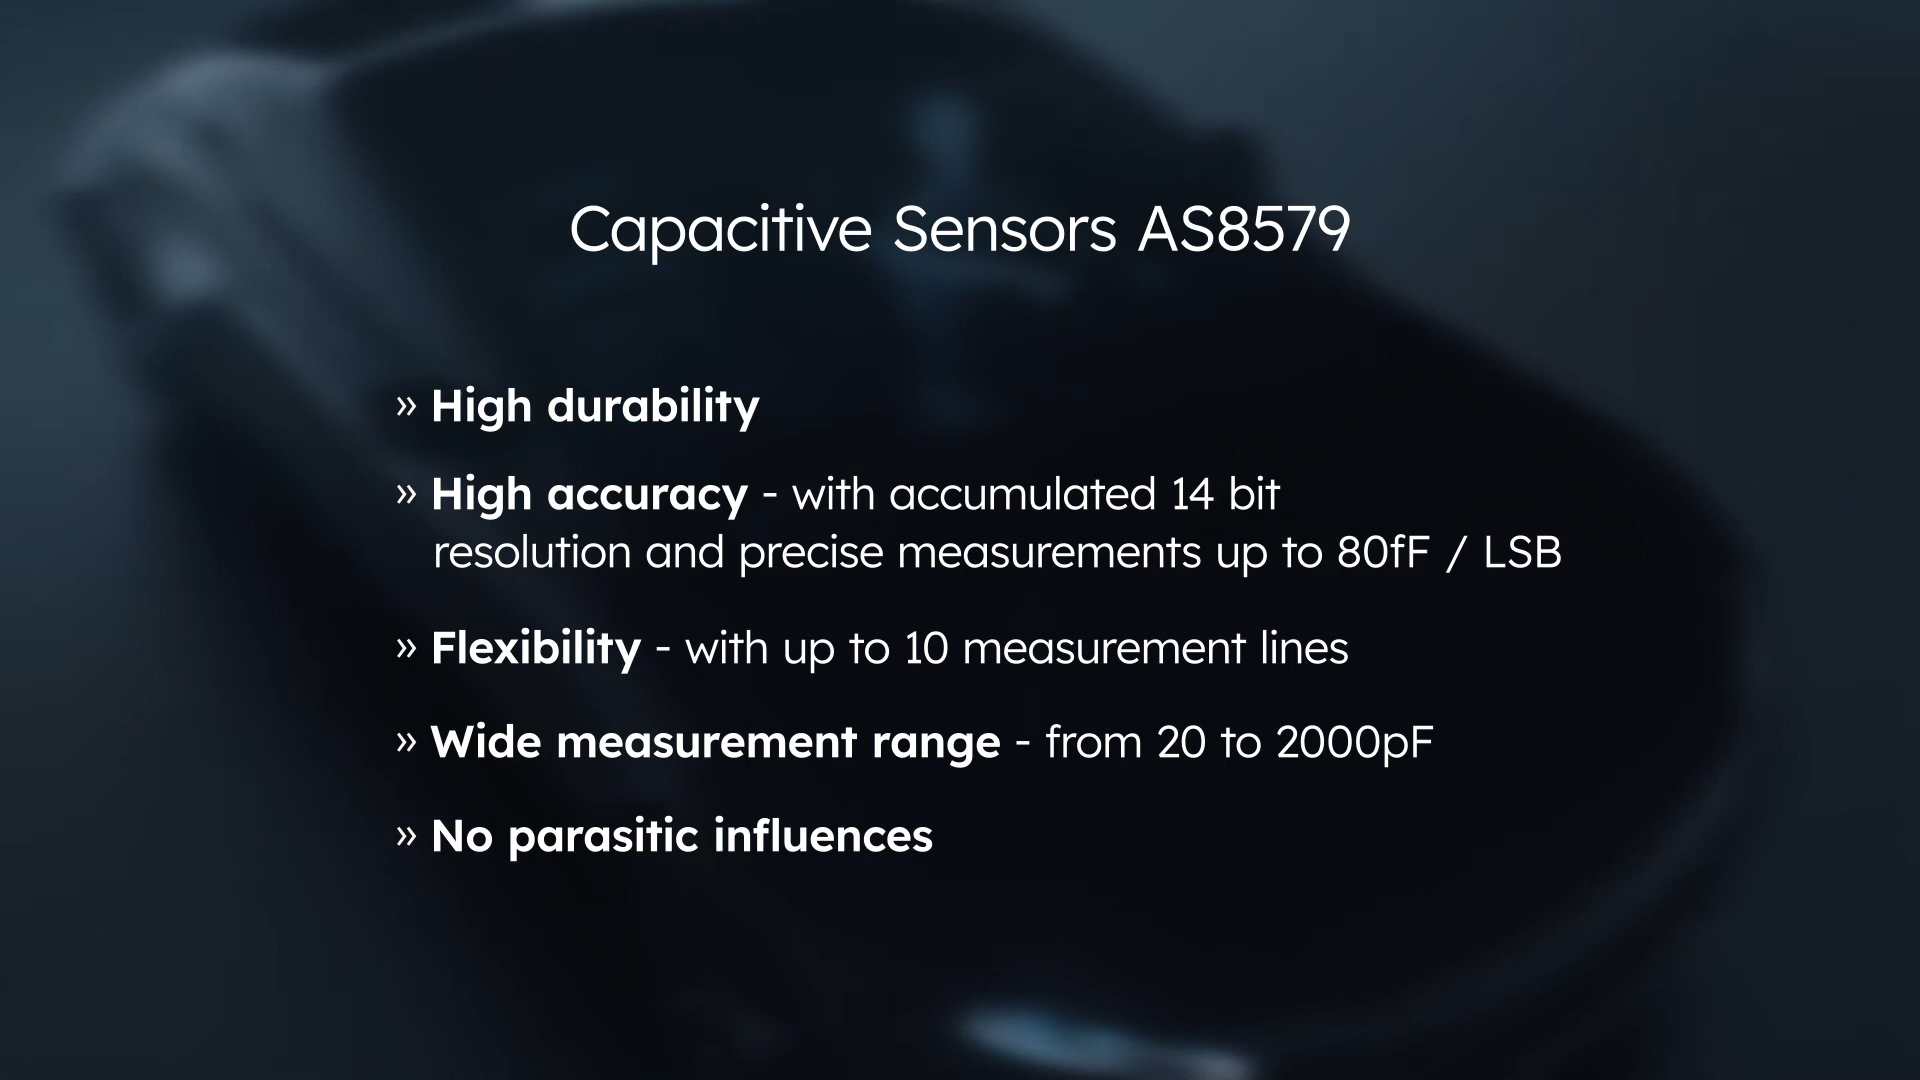 Capacitive Sensors AS8579
» High durability
» High accuracy - with accumulated 14 bit
resolution and precise measurements up to 80fF / LSB
» Flexibility - with up to 10 measurement lines
» Wide measurement range - from 20 to 2000pF
» No parasitic influences